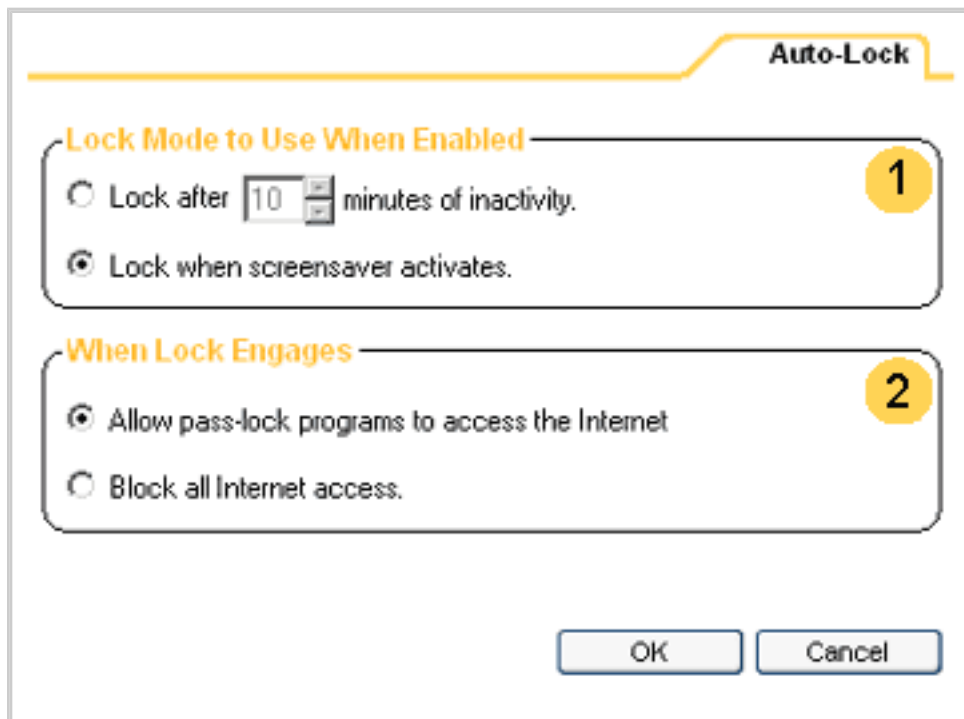 Auto-Lock
Lock Mode to Use When Enabled
1
Lock after 10 minutes of inactivity.
Lock when screensaver activates.
When Lock Engages
2
Allow pass-lock programs to access the Internet
Block all Internet access.
OK Cancel